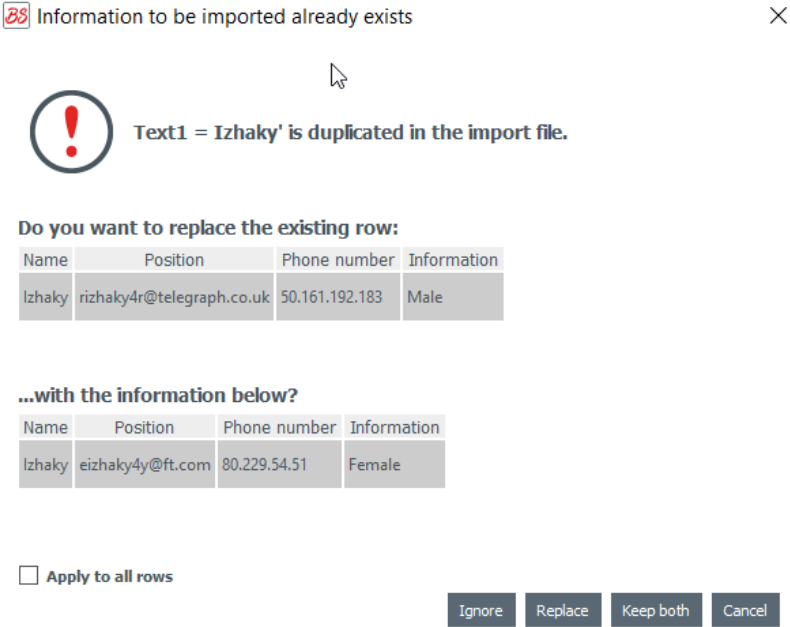 BS Information to be imported already exists
Text1 = Izhaky' is duplicated in the import file.
Do you want to replace the existing row:
Name Position Phone number Information
Izhaky rizhaky4r@telegraph.co.uk 50.161.192.183 Male
...with the information below?
Name Position Phone number Information
Izhaky eizhaky4y@ft.com 80.229.54.51 Female
Apply to all rows
Ignore Replace Keep both Cancel